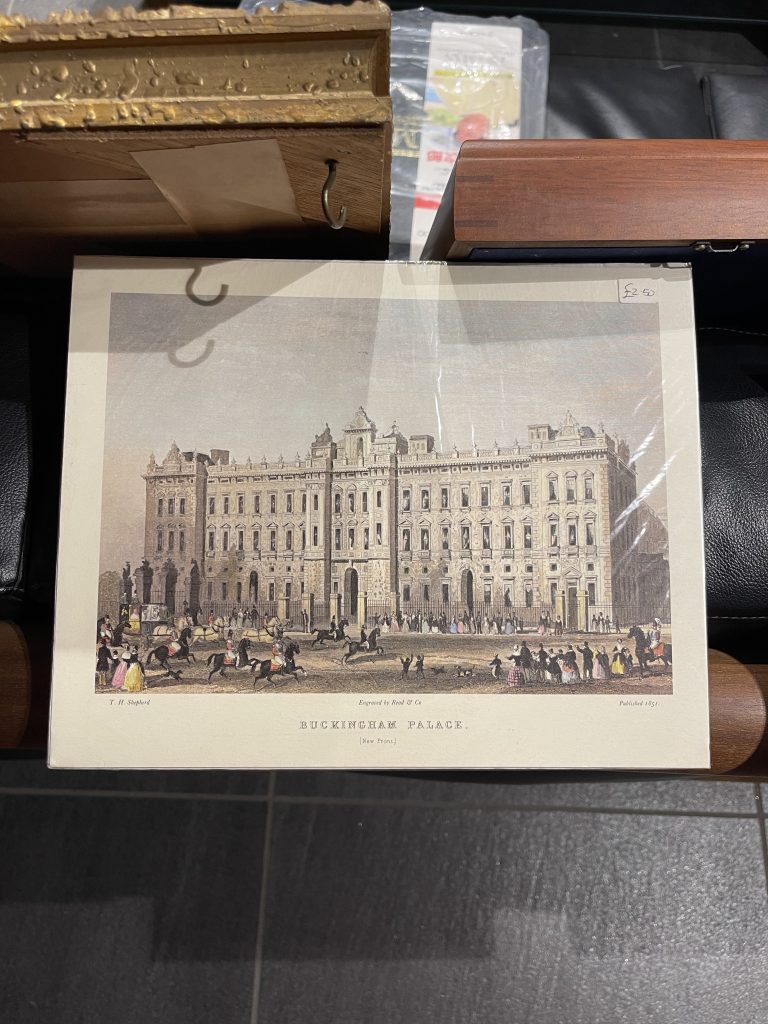 £2·50
T. H. Shepherd
Engraved by Read & Co
Published 1851.
BUCKINGHAM PALACE.
(New Front.)